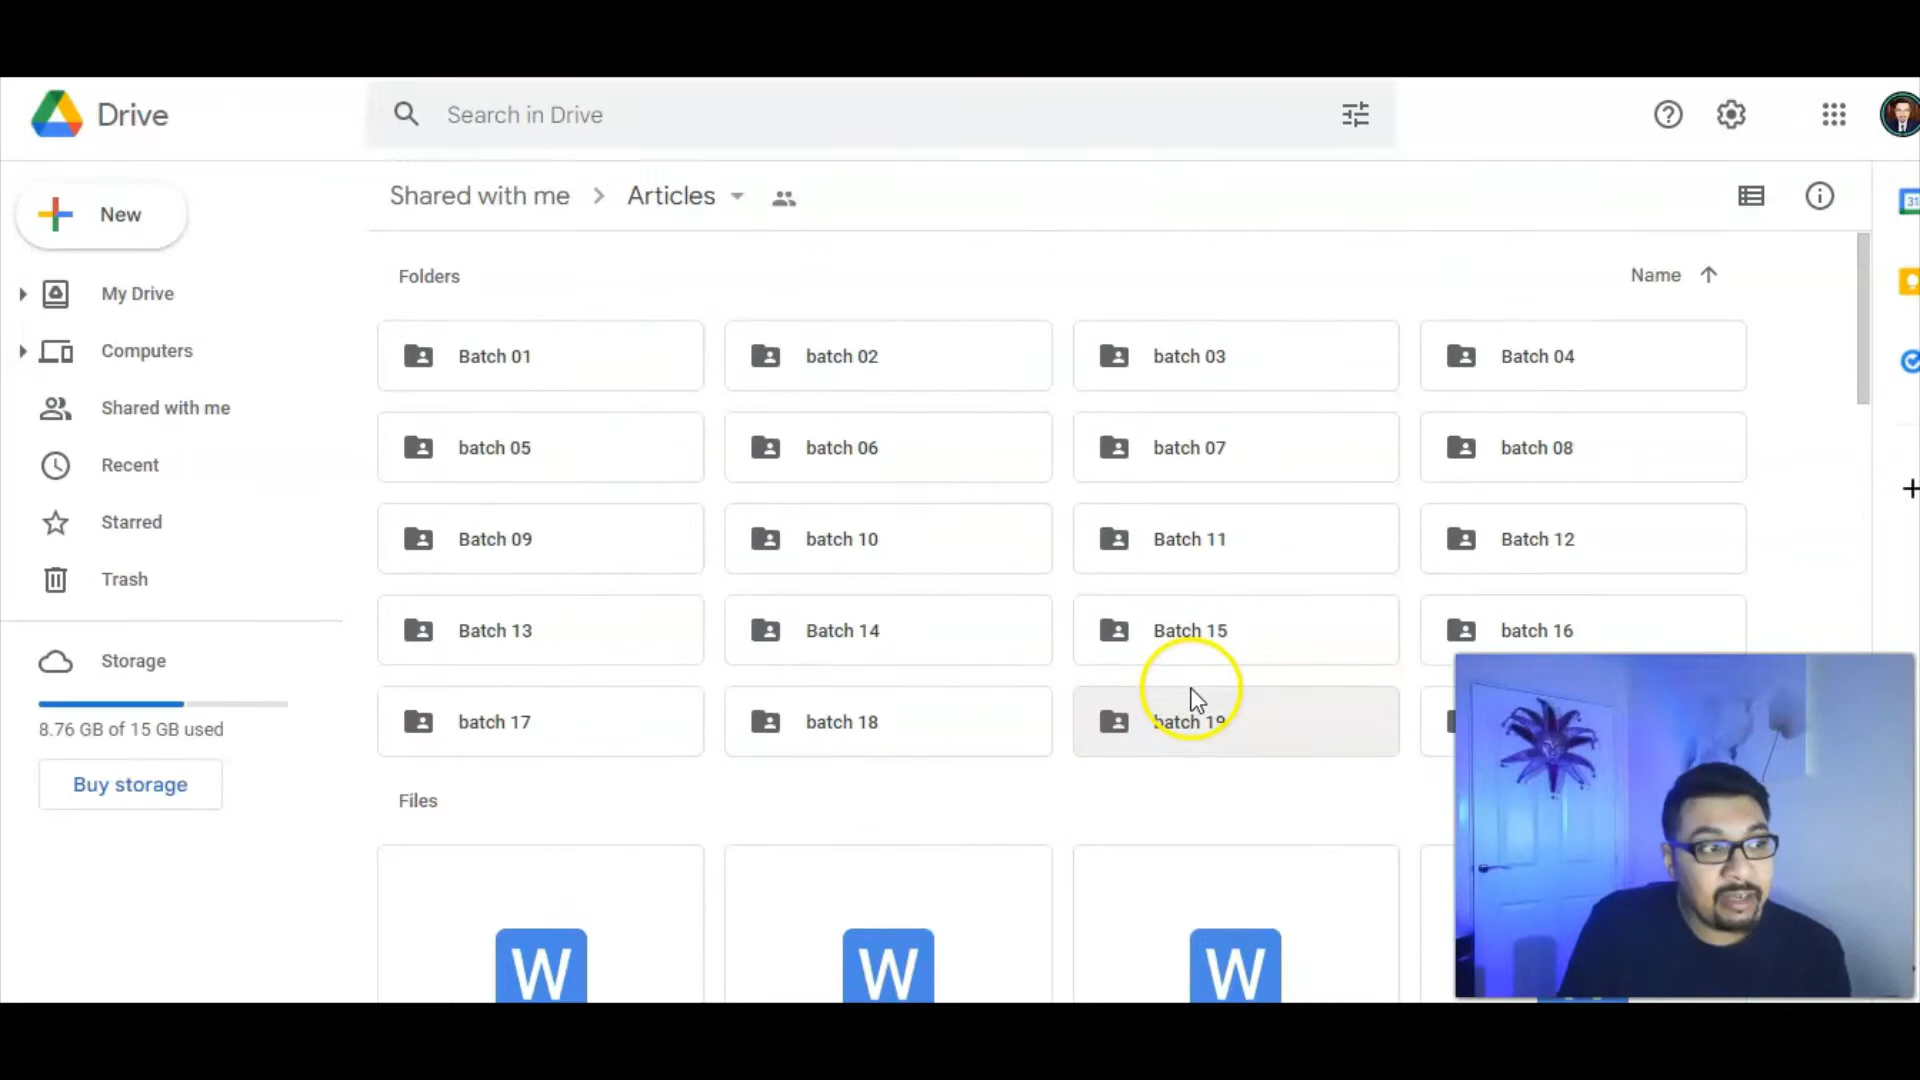 Drive
Search in Drive
New
Shared with me > Articles
My Drive
Computers
Shared with me
Recent
Starred
Trash
Storage
8.76 GB of 15 GB used
Buy storage
Folders
Name
Batch 01
batch 02
batch 03
Batch 04
batch 05
batch 06
batch 07
batch 08
Batch 09
batch 10
Batch 11
Batch 12
Batch 13
Batch 14
Batch 15
batch 16
batch 17
batch 18
batch 19
Files
W
W
W
31